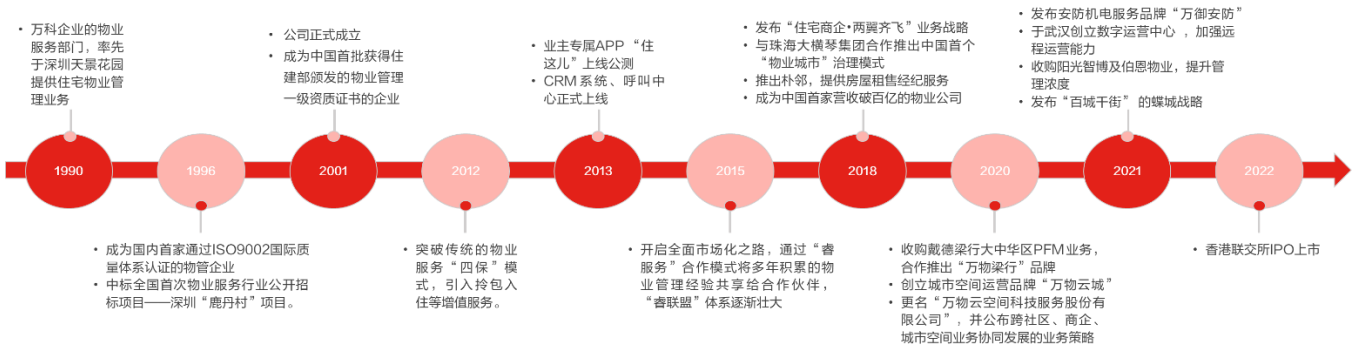 • 万科企业的物业
服务部门，率先
于深圳天景花园
提供住宅物业管
理业务
• 公司正式成立
• 成为中国首批获得住
建部颁发的物业管理
一级资质证书的企业
• 业主专属APP“住
这儿”上线公测
• CRM系统、呼叫中
心正式上线
• 发布“住宅商企•两翼齐飞”业务战略
• 与珠海大横琴集团合作推出中国首个
“物业城市”治理模式
• 推出朴邻，提供房屋租售经纪服务
• 成为中国首家营收破百亿的物业公司
• 发布安防机电服务品牌“万御安防”
• 于武汉创立数字运营中心，加强远
程运营能力
• 收购阳光智博及伯恩物业，提升管
理浓度
• 发布“百城千街”的蝶城战略
1990
1996
2001
2012
2013
2015
2018
2020
2021
2022
• 成为国内首家通过ISO9002国际质
量体系认证的物管企业
• 中标全国首次物业服务行业公开招
标项目——深圳“鹿丹村”项目。
• 突破传统的物业
服务“四保”模
式，引入拎包入
住等增值服务。
• 开启全面市场化之路，通过“睿
服务”合作模式将多年积累的物
业管理经验共享给合作伙伴，
“睿联盟”体系逐渐壮大
• 收购戴德梁行大中华区PFM业务，
合作推出“万物梁行”品牌
• 创立城市空间运营品牌“万物云城”
• 更名“万物云空间科技服务股份有
限公司”，并公布跨社区、商企、
城市空间业务协同发展的业务策略
• 香港联交所IPO上市